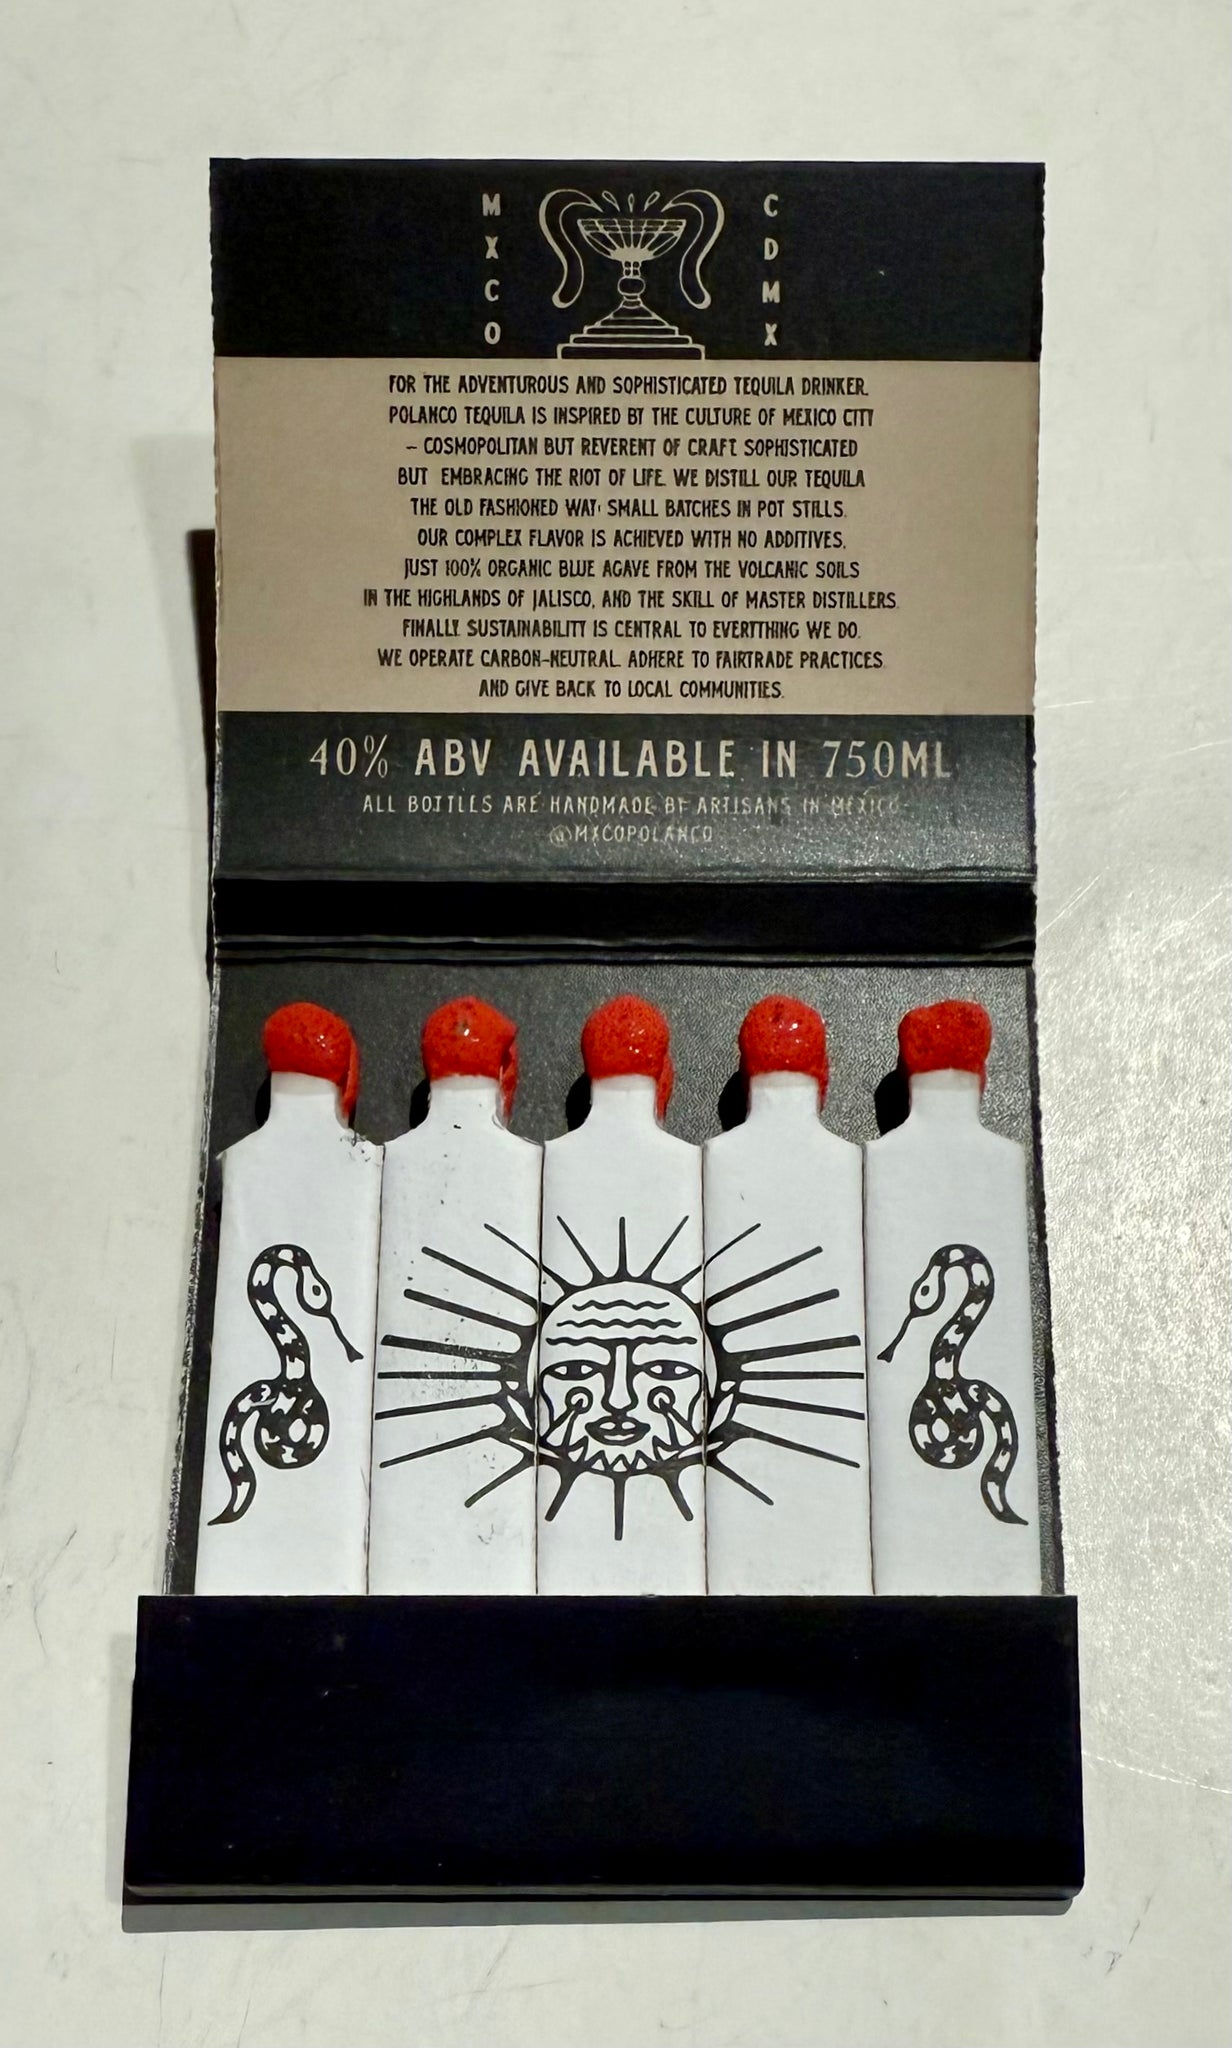 MXCO
CDMX
FOR THE ADVENTUROUS AND SOPHISTICATED TEQUILA DRINKER.
POLANCO TEQUILA IS INSPIRED BY THE CULTURE OF MEXICO CITY
– COSMOPOLITAN BUT REVERENT OF CRAFT, SOPHISTICATED
BUT EMBRACING THE RIOT OF LIFE. WE DISTILL OUR TEQUILA
THE OLD FASHIONED WAY: SMALL BATCHES IN POT STILLS.
OUR COMPLEX FLAVOR IS ACHIEVED WITH NO ADDITIVES,
JUST 100% ORGANIC BLUE AGAVE FROM THE VOLCANIC SOILS
IN THE HIGHLANDS OF JALISCO, AND THE SKILL OF MASTER DISTILLERS.
FINALLY, SUSTAINABILITY IS CENTRAL TO EVERYTHING WE DO.
WE OPERATE CARBON-NEUTRAL, ADHERE TO FAIRTRADE PRACTICES
AND GIVE BACK TO LOCAL COMMUNITIES.
40% ABV AVAILABLE IN 750ML
ALL BOTTLES ARE HANDMADE BY ARTISANS IN MEXICO
@MXCOPOLANCO